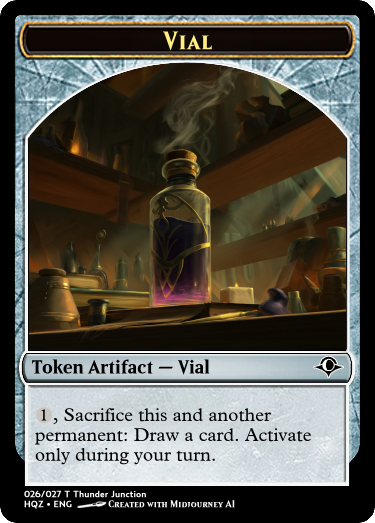 Vial
Token Artifact — Vial
1, Sacrifice this and another
permanent: Draw a card. Activate
only during your turn.
026/027 T Thunder Junction
HQZ • ENG Created with Midjourney AI